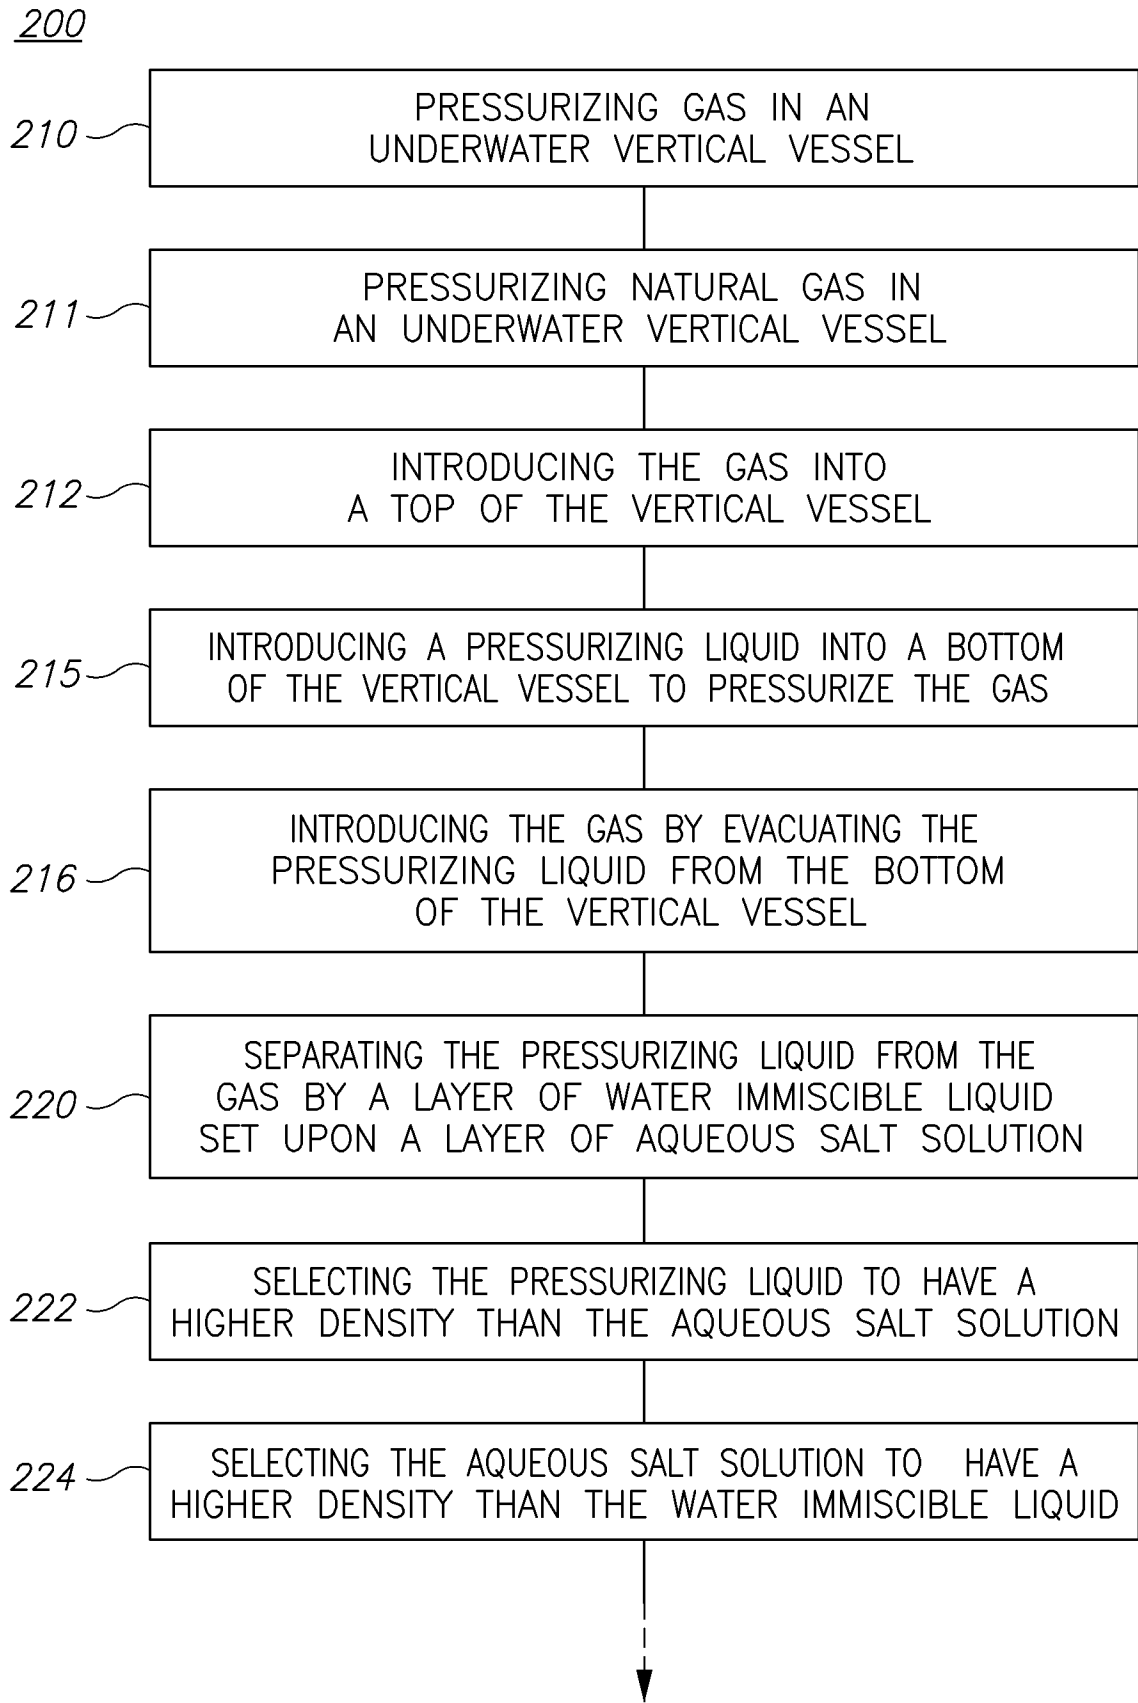 200
210
PRESSURIZING GAS IN AN
UNDERWATER VERTICAL VESSEL
211
PRESSURIZING NATURAL GAS IN
AN UNDERWATER VERTICAL VESSEL
212
INTRODUCING THE GAS INTO
A TOP OF THE VERTICAL VESSEL
215
INTRODUCING A PRESSURIZING LIQUID INTO A BOTTOM
OF THE VERTICAL VESSEL TO PRESSURIZE THE GAS
216
INTRODUCING THE GAS BY EVACUATING THE
PRESSURIZING LIQUID FROM THE BOTTOM
OF THE VERTICAL VESSEL
220
SEPARATING THE PRESSURIZING LIQUID FROM THE
GAS BY A LAYER OF WATER IMMISCIBLE LIQUID
SET UPON A LAYER OF AQUEOUS SALT SOLUTION
222
SELECTING THE PRESSURIZING LIQUID TO HAVE A
HIGHER DENSITY THAN THE AQUEOUS SALT SOLUTION
224
SELECTING THE AQUEOUS SALT SOLUTION TO HAVE A
HIGHER DENSITY THAN THE WATER IMMISCIBLE LIQUID